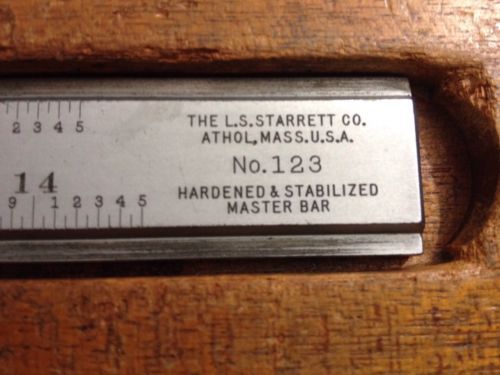 2 3 4 5
THE L.S. STARRETT CO.
ATHOL, MASS. U.S.A.
No. 123
14
HARDENED & STABILIZED
9 1 2 3 4 5
MASTER BAR